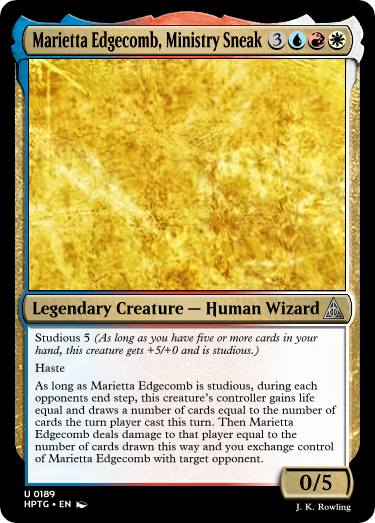 Marietta Edgecomb, Ministry Sneak 3
Legendary Creature — Human Wizard
Studious 5 (As long as you have five or more cards in your
hand, this creature gets +5/+0 and is studious.)
Haste
As long as Marietta Edgecomb is studious, during each
opponents end step, this creature's controller gains life
equal and draws a number of cards equal to the number of
cards the turn player cast this turn. Then Marietta
Edgecomb deals damage to that player equal to the
number of cards drawn this way and you exchange control
of Marietta Edgecomb with target opponent.
0/5
U 0189
HPTG • EN
J. K. Rowling